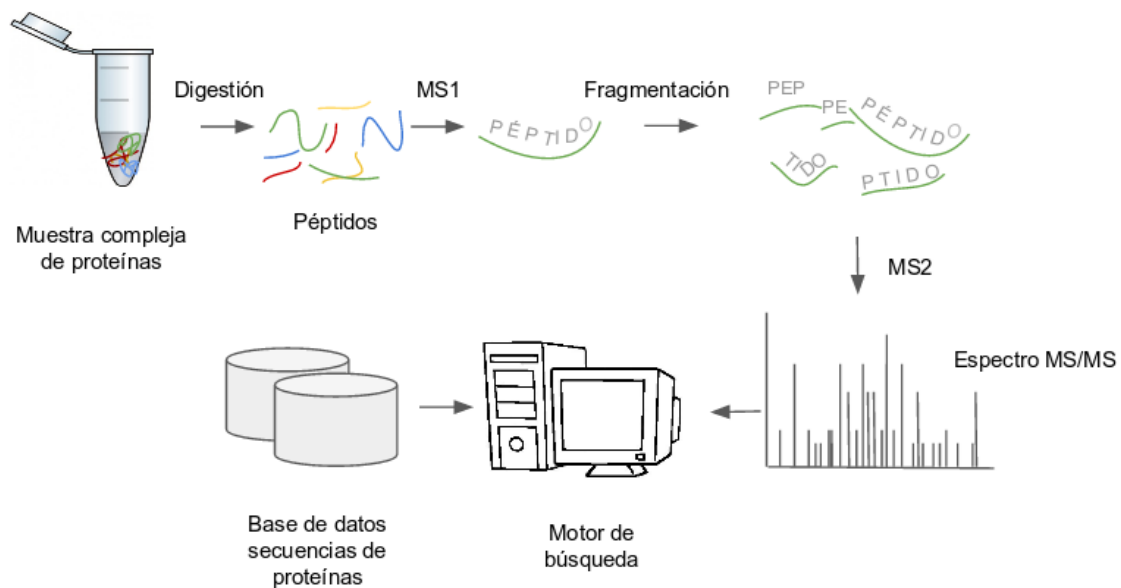 Digestión
MS1
Fragmentación
PÉPTIDO
PEP
PE
PÉPTIDO
TIDO
PTIDO
Muestra compleja
de proteínas
Péptidos
MS2
Espectro MS/MS
Base de datos
secuencias de
proteínas
Motor de
búsqueda